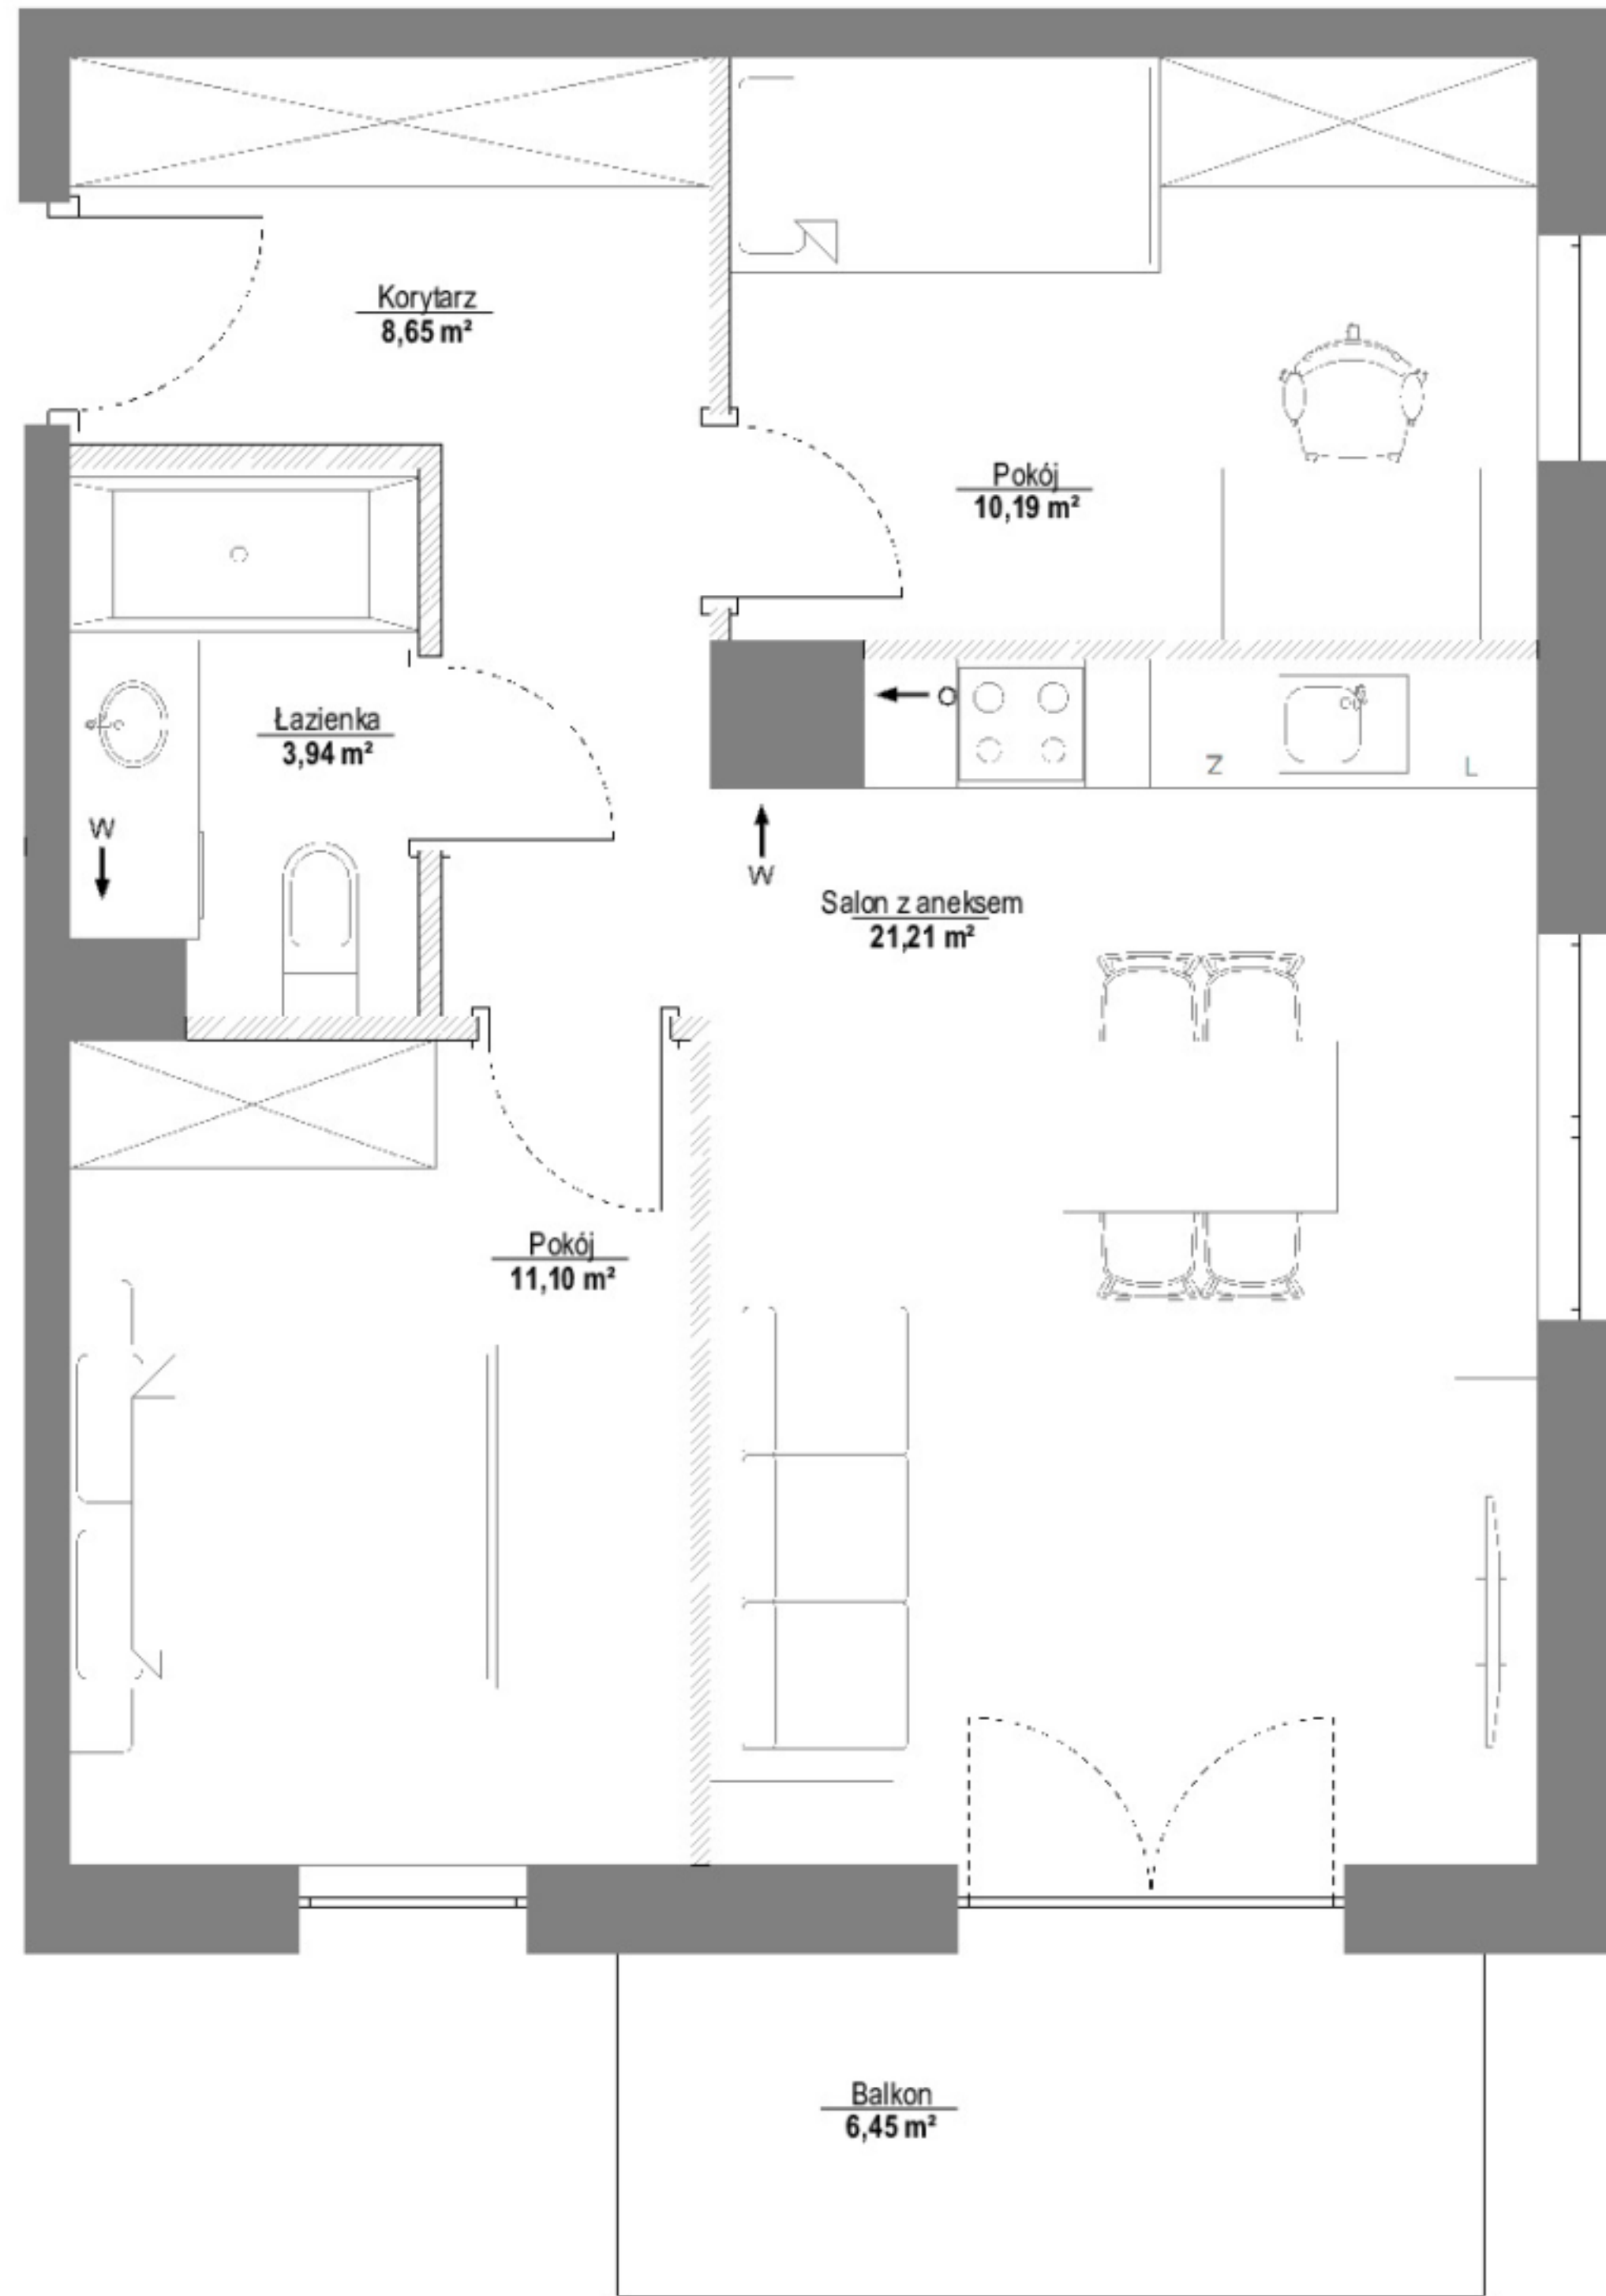 Korytarz
8,65 m²
Pokój
10,19 m²
O
Z
L
Łazienka
3,94 m²
W
W
Salon z aneksem
21,21 m²
Pokój
11,10 m²
Balkon
6,45 m²